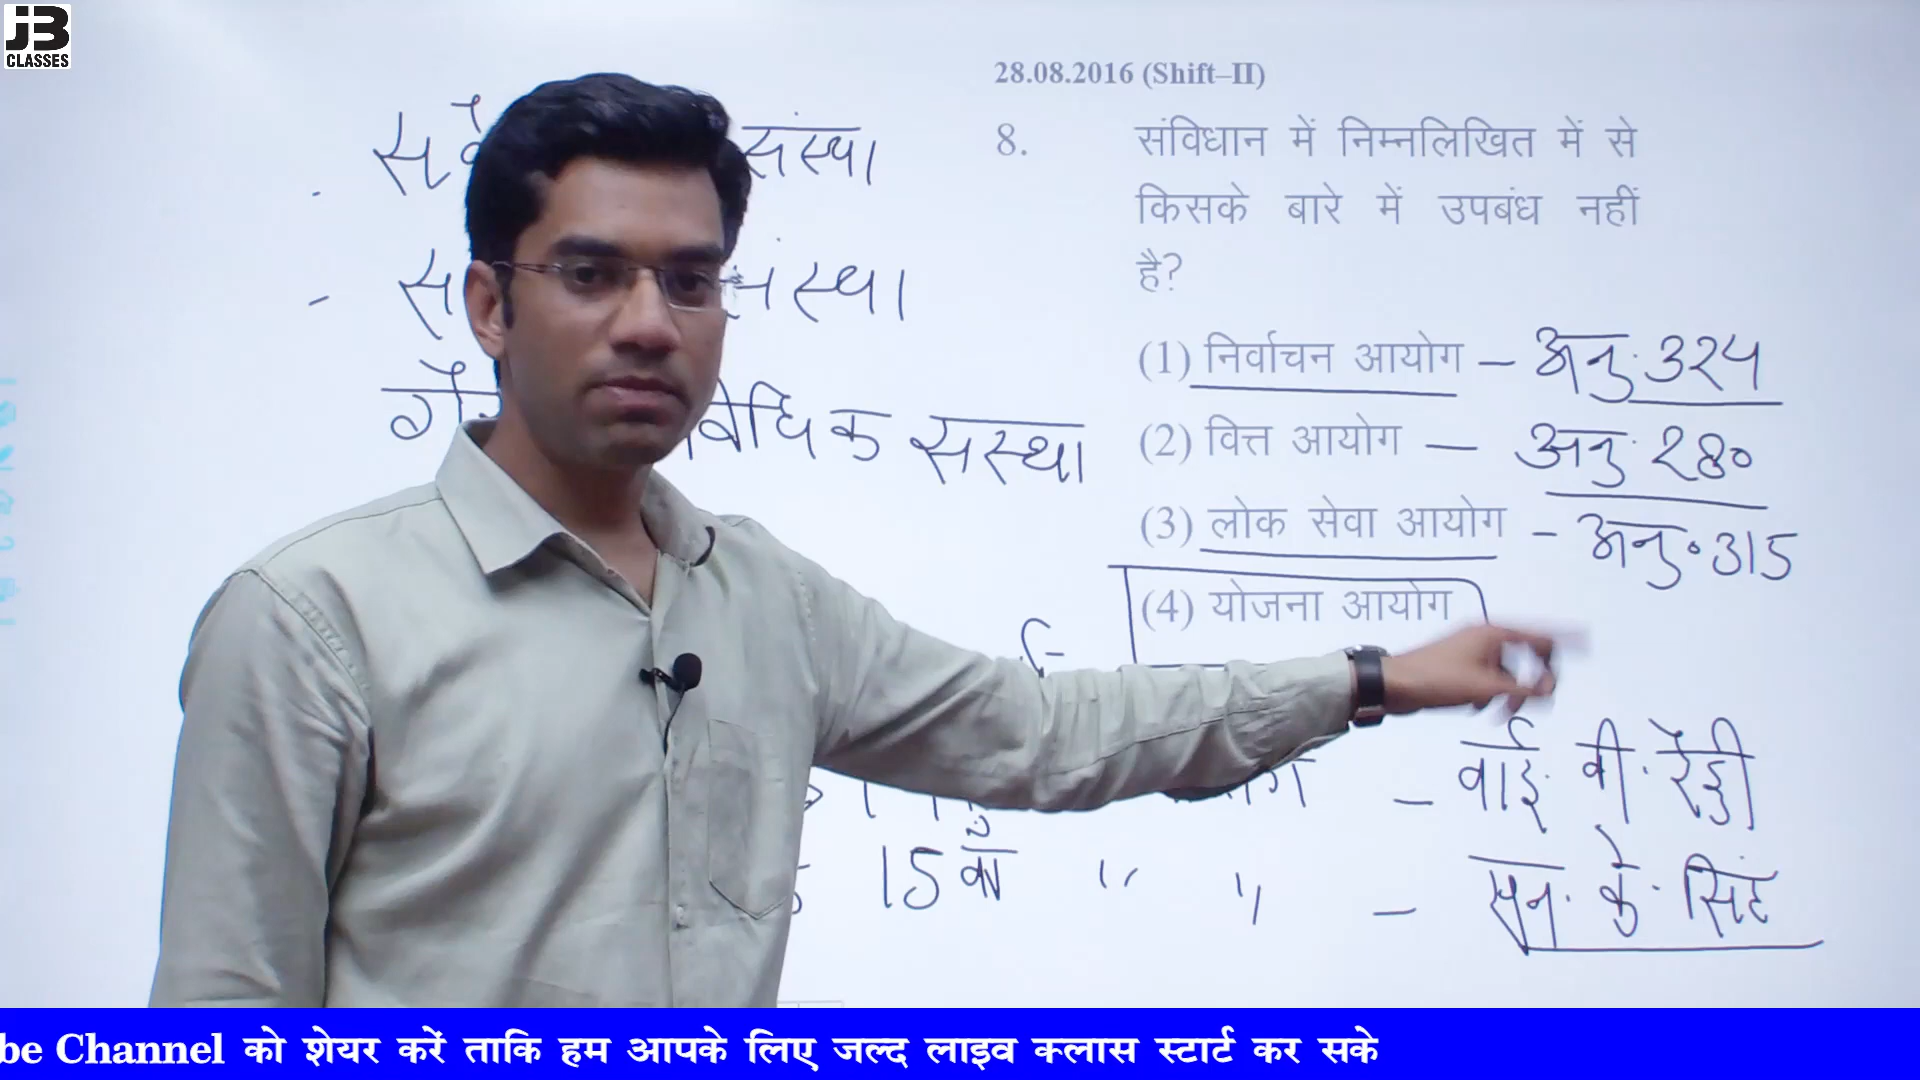 JB
CLASSES
28.08.2016 (Shift–II)
8. संविधान में निम्नलिखित में से
किसके बारे में उपबंध नहीं
है?
(1) निर्वाचन आयोग – अनु. 324
(2) वित्त आयोग — अनु. 280
(3) लोक सेवा आयोग - अनु. 315
(4) योजना आयोग
संस्था
संस्था
संस्था
– वाई. वी. रेड्डी
15वाँ " " – एन. के. सिंह
be Channel को शेयर करें ताकि हम आपके लिए जल्द लाइव क्लास स्टार्ट कर सके